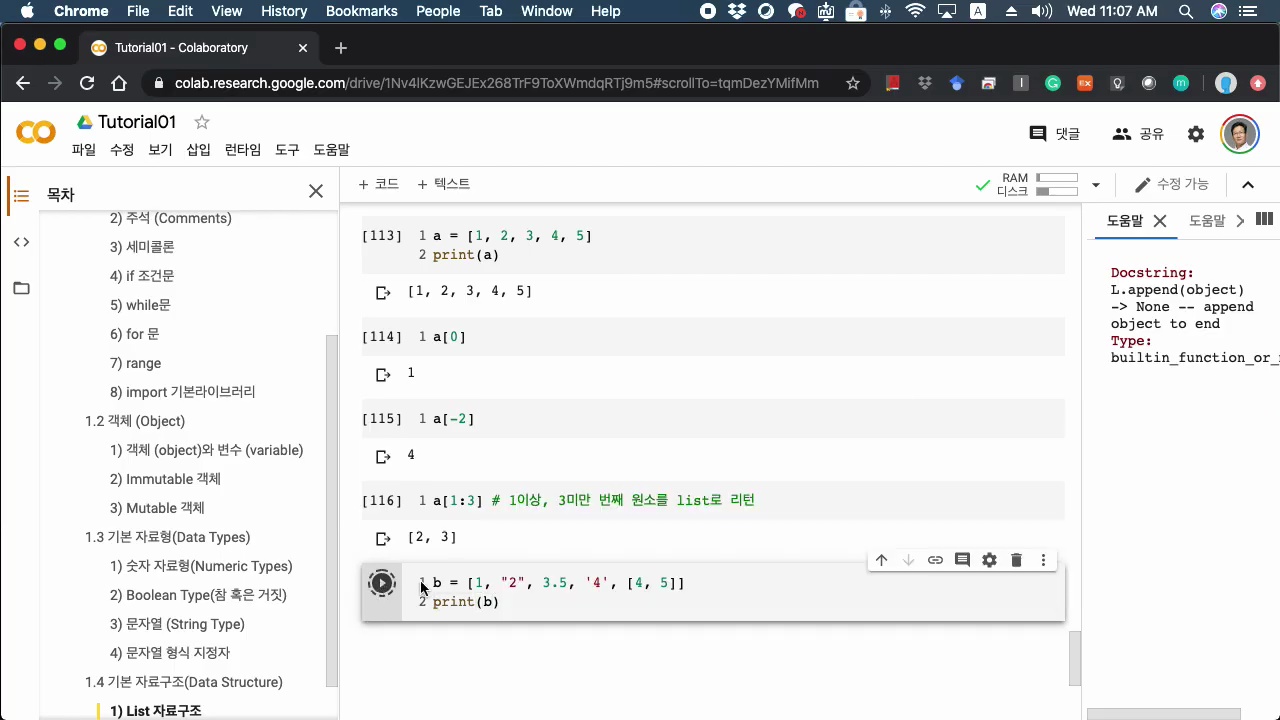 Chrome File Edit View History Bookmarks People Tab Window Help
Wed 11:07 AM
Tutorial01 - Colaboratory
colab.research.google.com/drive/1Nv4lKzwGEJEx268TrF9ToXWmdqRTj9m5#scrollTo=tqmDezYMifMm
Tutorial01
댓글 공유
파일 수정 보기 삽입 런타임 도구 도움말
+ 코드 + 텍스트
RAM
디스크
수정 가능
목차
2) 주석 (Comments)
3) 세미콜론
4) if 조건문
5) while문
6) for 문
7) range
8) import 기본라이브러리
1.2 객체 (Object)
1) 객체 (object)와 변수 (variable)
2) Immutable 객체
3) Mutable 객체
1.3 기본 자료형(Data Types)
1) 숫자 자료형(Numeric Types)
2) Boolean Type(참 혹은 거짓)
3) 문자열 (String Type)
4) 문자열 형식 지정자
1.4 기본 자료구조(Data Structure)
1) List 자료구조
[113] 1 a = [1, 2, 3, 4, 5]
2 print(a)
[1, 2, 3, 4, 5]
[114] 1 a[0]
1
[115] 1 a[-2]
4
[116] 1 a[1:3] # 1이상, 3미만 번째 원소를 list로 리턴
[2, 3]
1 b = [1, "2", 3.5, '4', [4, 5]]
2 print(b)
도움말 도움말
Docstring:
L.append(object)
-> None -- append
object to end
Type:
builtin_function_or_